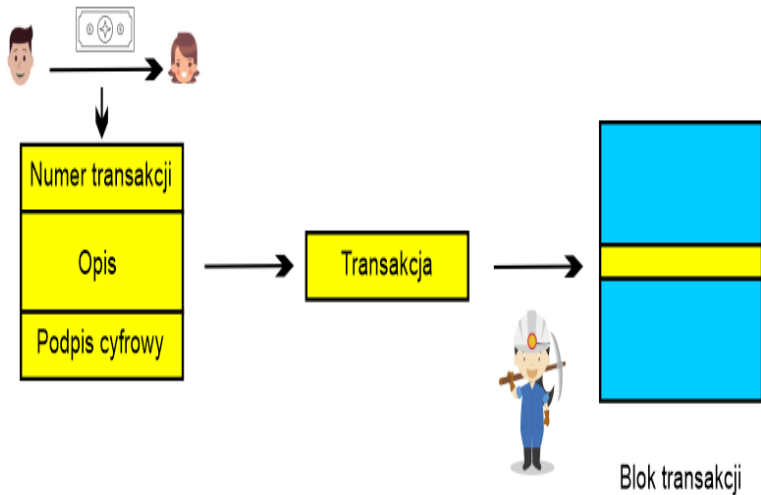 Numer transakcji
Opis
Podpis cyfrowy
Transakcja
Blok transakcji